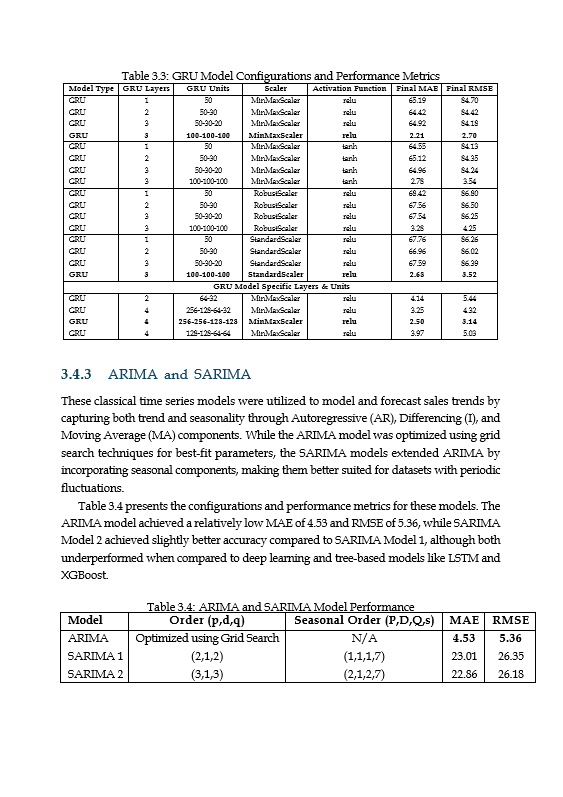 Table 3.3: GRU Model Configurations and Performance Metrics
Model Type GRU Layers GRU Units Scaler Activation Function Final MAE Final RMSE
GRU 1 50 MinMaxScaler relu 65.19 84.70
GRU 2 50-30 MinMaxScaler relu 64.42 84.42
GRU 3 50-30-20 MinMaxScaler relu 64.92 84.18
GRU 3 100-100-100 MinMaxScaler relu 2.21 2.70
GRU 1 50 MinMaxScaler tanh 64.55 84.13
GRU 2 50-30 MinMaxScaler tanh 65.12 84.35
GRU 3 50-30-20 MinMaxScaler tanh 64.96 84.24
GRU 3 100-100-100 MinMaxScaler tanh 2.78 3.54
GRU 1 50 RobustScaler relu 68.42 86.80
GRU 2 50-30 RobustScaler relu 67.56 86.50
GRU 3 50-30-20 RobustScaler relu 67.54 86.25
GRU 3 100-100-100 RobustScaler relu 3.28 4.25
GRU 1 50 StandardScaler relu 67.76 86.26
GRU 2 50-30 StandardScaler relu 66.96 86.02
GRU 3 50-30-20 StandardScaler relu 67.59 86.39
GRU 3 100-100-100 StandardScaler relu 2.63 3.52
GRU Model Specific Layers & Units
GRU 2 64-32 MinMaxScaler relu 4.14 5.44
GRU 4 256-128-64-32 MinMaxScaler relu 3.25 4.32
GRU 4 256-256-128-128 MinMaxScaler relu 2.50 3.14
GRU 4 128-128-64-64 MinMaxScaler relu 3.97 5.03
3.4.3 ARIMA and SARIMA
These classical time series models were utilized to model and forecast sales trends by
capturing both trend and seasonality through Autoregressive (AR), Differencing (I), and
Moving Average (MA) components. While the ARIMA model was optimized using grid
search techniques for best-fit parameters, the SARIMA models extended ARIMA by
incorporating seasonal components, making them better suited for datasets with periodic
fluctuations.
Table 3.4 presents the configurations and performance metrics for these models. The
ARIMA model achieved a relatively low MAE of 4.53 and RMSE of 5.36, while SARIMA
Model 2 achieved slightly better accuracy compared to SARIMA Model 1, although both
underperformed when compared to deep learning and tree-based models like LSTM and
XGBoost.
Table 3.4: ARIMA and SARIMA Model Performance
Model Order (p,d,q) Seasonal Order (P,D,Q,s) MAE RMSE
ARIMA Optimized using Grid Search N/A 4.53 5.36
SARIMA 1 (2,1,2) (1,1,1,7) 23.01 26.35
SARIMA 2 (3,1,3) (2,1,2,7) 22.86 26.18